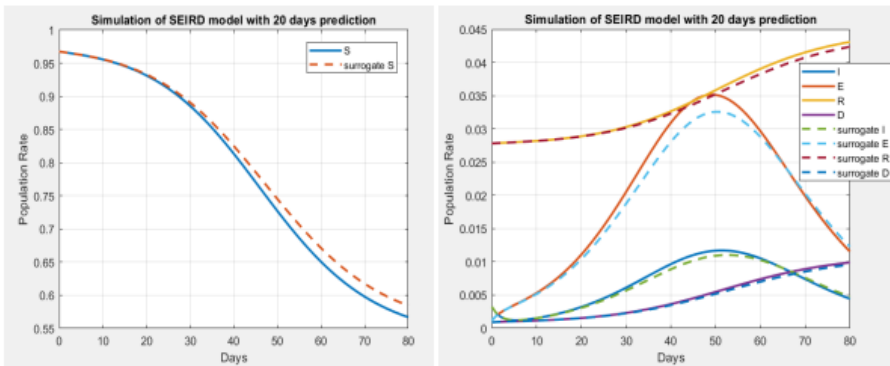 Simulation of SEIRD model with 20 days prediction
1
0.95
0.9
0.85
0.8
0.75
0.7
0.65
0.6
0.55
Population Rate
0 10 20 30 40 50 60 70 80
Days
S
surrogate S
Simulation of SEIRD model with 20 days prediction
0.045
0.04
0.035
0.03
0.025
0.02
0.015
0.01
0.005
0
Population Rate
0 10 20 30 40 50 60 70 80
Days
I
E
R
D
surrogate I
surrogate E
surrogate R
surrogate D